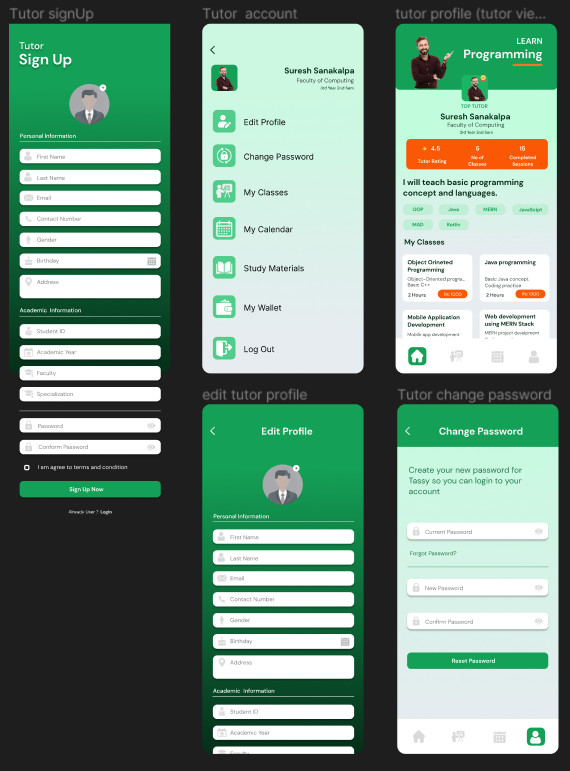 Tutor signUp
Tutor
Sign Up
Personal Information
First Name
Last Name
Email
Contact Number
Gender
Birthday
Address
Academic Information
Student ID
Academic Year
Faculty
Specialization
Password
Conform Password
I am agree to terms and condition
Sign Up Now
Already User ? Login
Tutor account
Suresh Sanakalpa
Faculty of Computing
3rd Year 2nd Sem
Edit Profile
Change Password
My Classes
My Calendar
Study Materials
My Wallet
Log Out
tutor profile (tutor vie...
LEARN
Programming
TOP TUTOR
Suresh Sanakalpa
Faculty of Computing
3rd Year 2nd Sem
4.5
5
15
Tutor Rating
No of
Classes
Completed
Sessions
I will teach basic programming
concept and languages.
OOP
Java
MERN
JavaScript
MAD
Kotlin
My Classes
Object Orineted
Programming
Object-Oriented progra...
Basic C++
2 Hours
Rs: 1000
Java programming
Basic Java concept.
Coding practice.
2 Hours
Rs: 1000
Mobile Application
Development
Mobile app development
Web development
using MERN Stack
MERN project development
edit tutor profile
Edit Profile
Personal Information
First Name
Last Name
Email
Contact Number
Gender
Birthday
Address
Academic Information
Student ID
Academic Year
Faculty
Tutor change password
Change Password
Create your new password for
Tassy so you can login to your
account
Current Password
Forgot Password?
New Password
Confirm Password
Reset Password